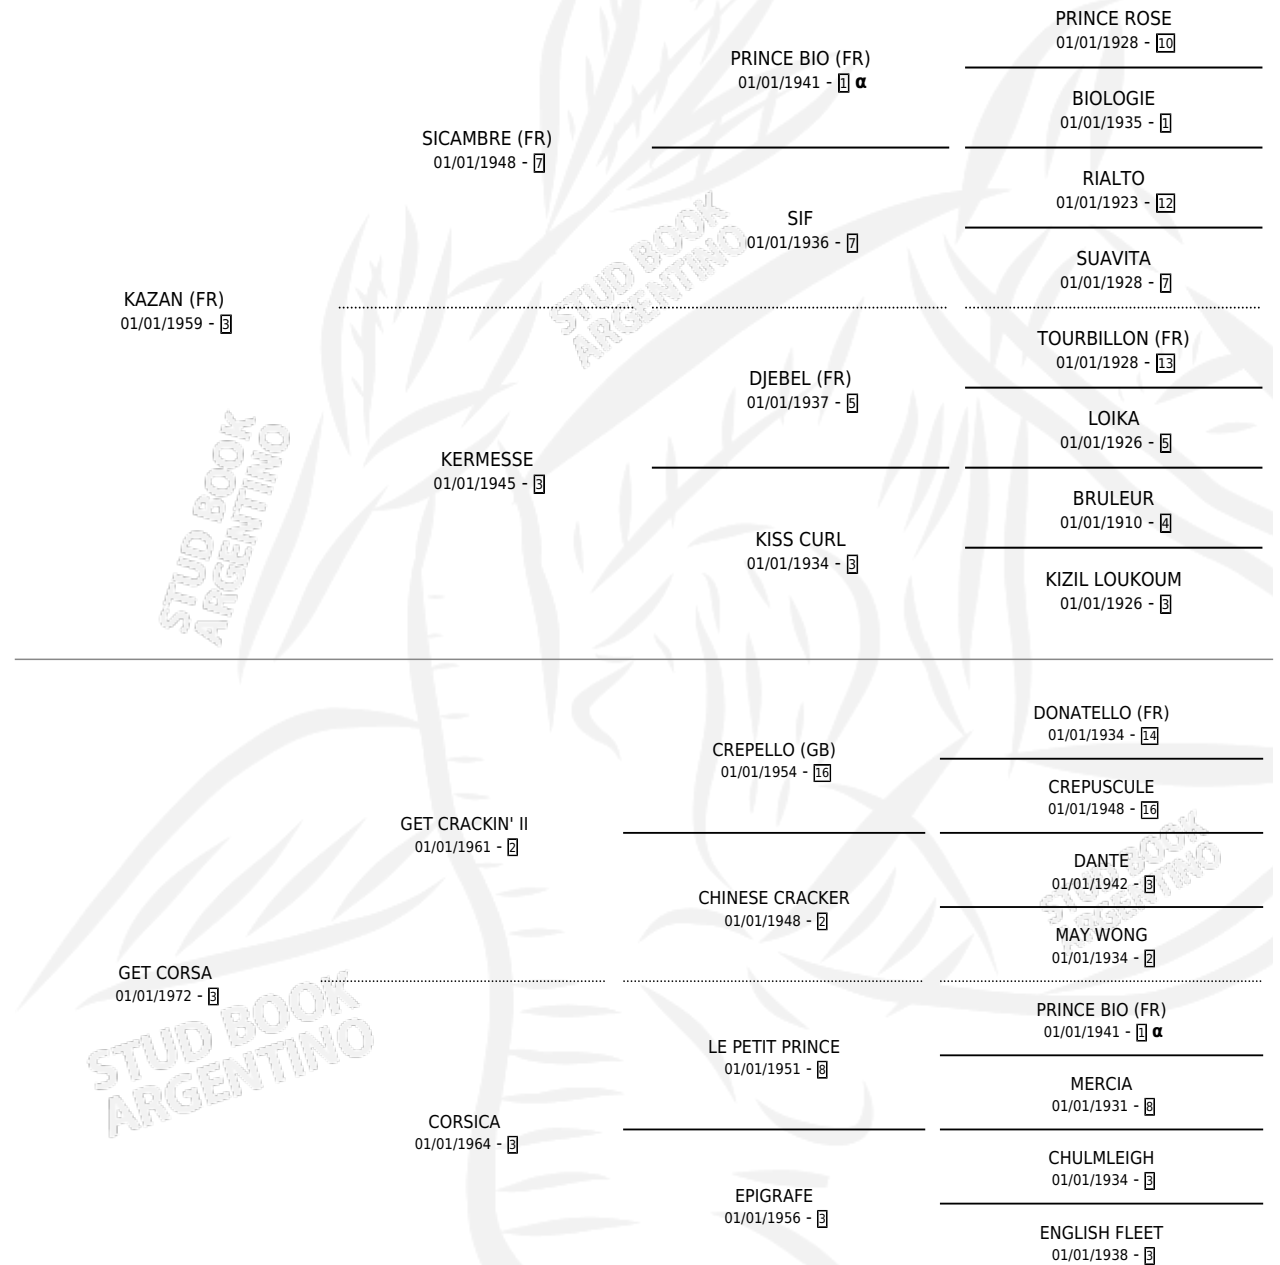 PRINCE ROSE
01/01/1928 - 10
PRINCE BIO (FR)
01/01/1941 - 1 α
BIOLOGIE
01/01/1935 - 1
SICAMBRE (FR)
01/01/1948 - 7
RIALTO
01/01/1923 - 12
SIF
01/01/1936 - 7
SUAVITA
01/01/1928 - 7
KAZAN (FR)
01/01/1959 - 3
TOURBILLON (FR)
01/01/1928 - 13
DJEBEL (FR)
01/01/1937 - 5
LOIKA
01/01/1926 - 5
KERMESSE
01/01/1945 - 3
BRULEUR
01/01/1910 - 4
KISS CURL
01/01/1934 - 3
KIZIL LOUKOUM
01/01/1926 - 3
DONATELLO (FR)
01/01/1934 - 14
CREPELLO (GB)
01/01/1954 - 16
CREPUSCULE
01/01/1948 - 16
GET CRACKIN' II
01/01/1961 - 2
DANTE
01/01/1942 - 3
CHINESE CRACKER
01/01/1948 - 2
MAY WONG
01/01/1934 - 2
GET CORSA
01/01/1972 - 3
PRINCE BIO (FR)
01/01/1941 - 1 α
LE PETIT PRINCE
01/01/1951 - 8
MERCIA
01/01/1931 - 8
CORSICA
01/01/1964 - 3
CHULMLEIGH
01/01/1934 - 3
EPIGRAFE
01/01/1956 - 3
ENGLISH FLEET
01/01/1938 - 3
STUD BOOK
ARGENTINO
STUD BOOK
ARGENTINO
STUD BOOK
ARGENTINO
STUD BOOK
ARGENTINO